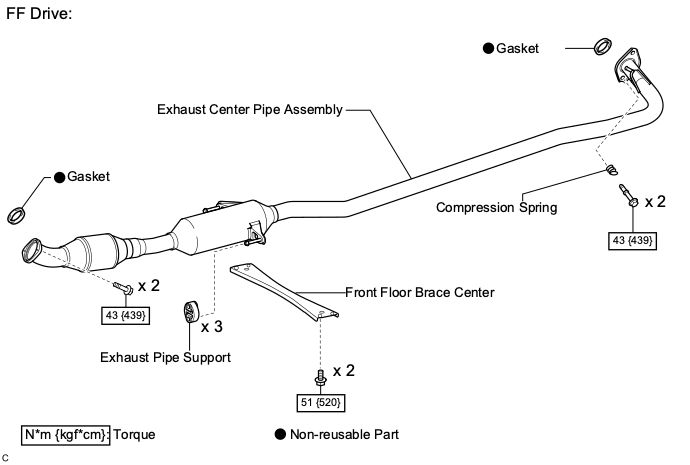 FF Drive:
● Gasket
Exhaust Center Pipe Assembly
● Gasket
Compression Spring
x 2
43 {439}
x 2
43 {439}
Front Floor Brace Center
x 3
Exhaust Pipe Support
x 2
51 {520}
N*m {kgf*cm}: Torque
● Non-reusable Part
C